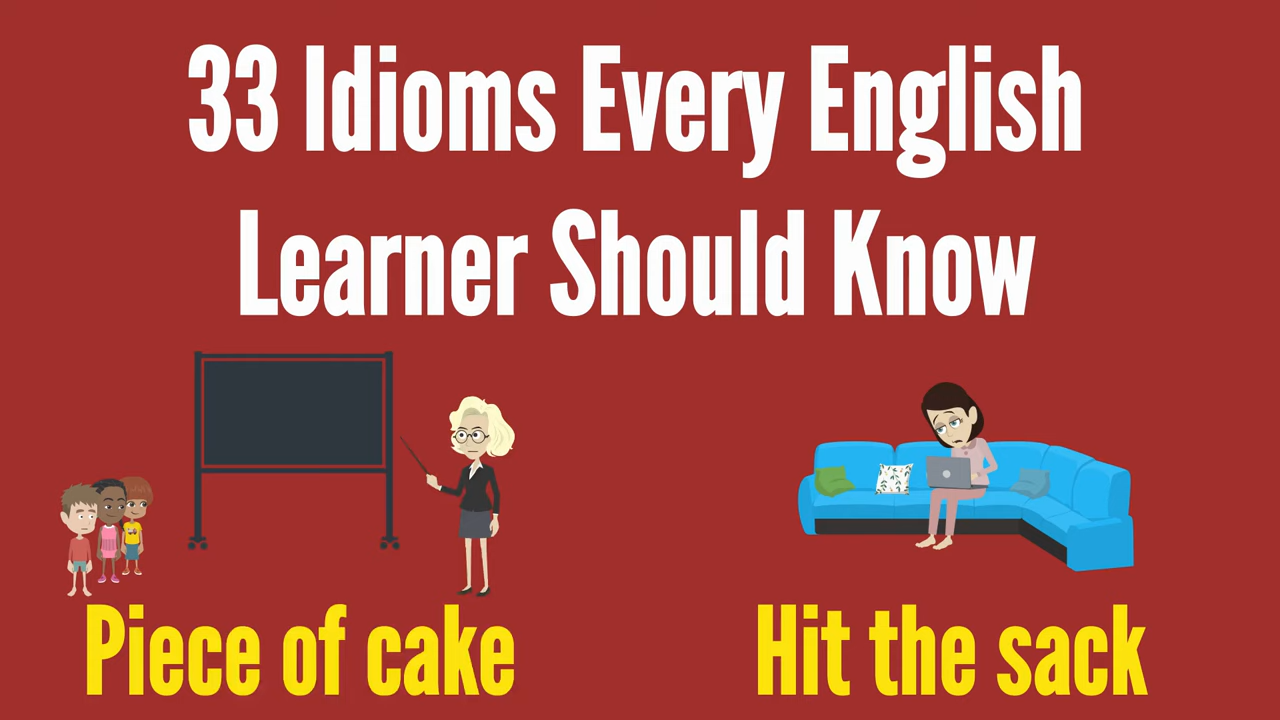 33 Idioms Every English
Learner Should Know
Piece of cake
Hit the sack